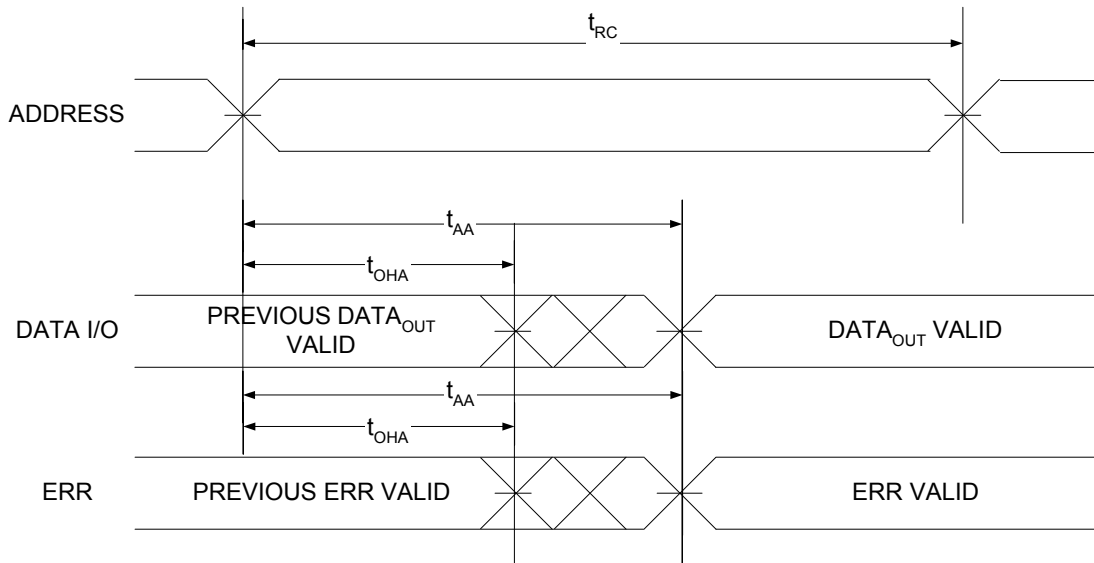 tRC
ADDRESS
tAA
tOHA
DATA I/O
PREVIOUS DATAOUT
VALID
DATAOUT VALID
tAA
tOHA
ERR
PREVIOUS ERR VALID
ERR VALID